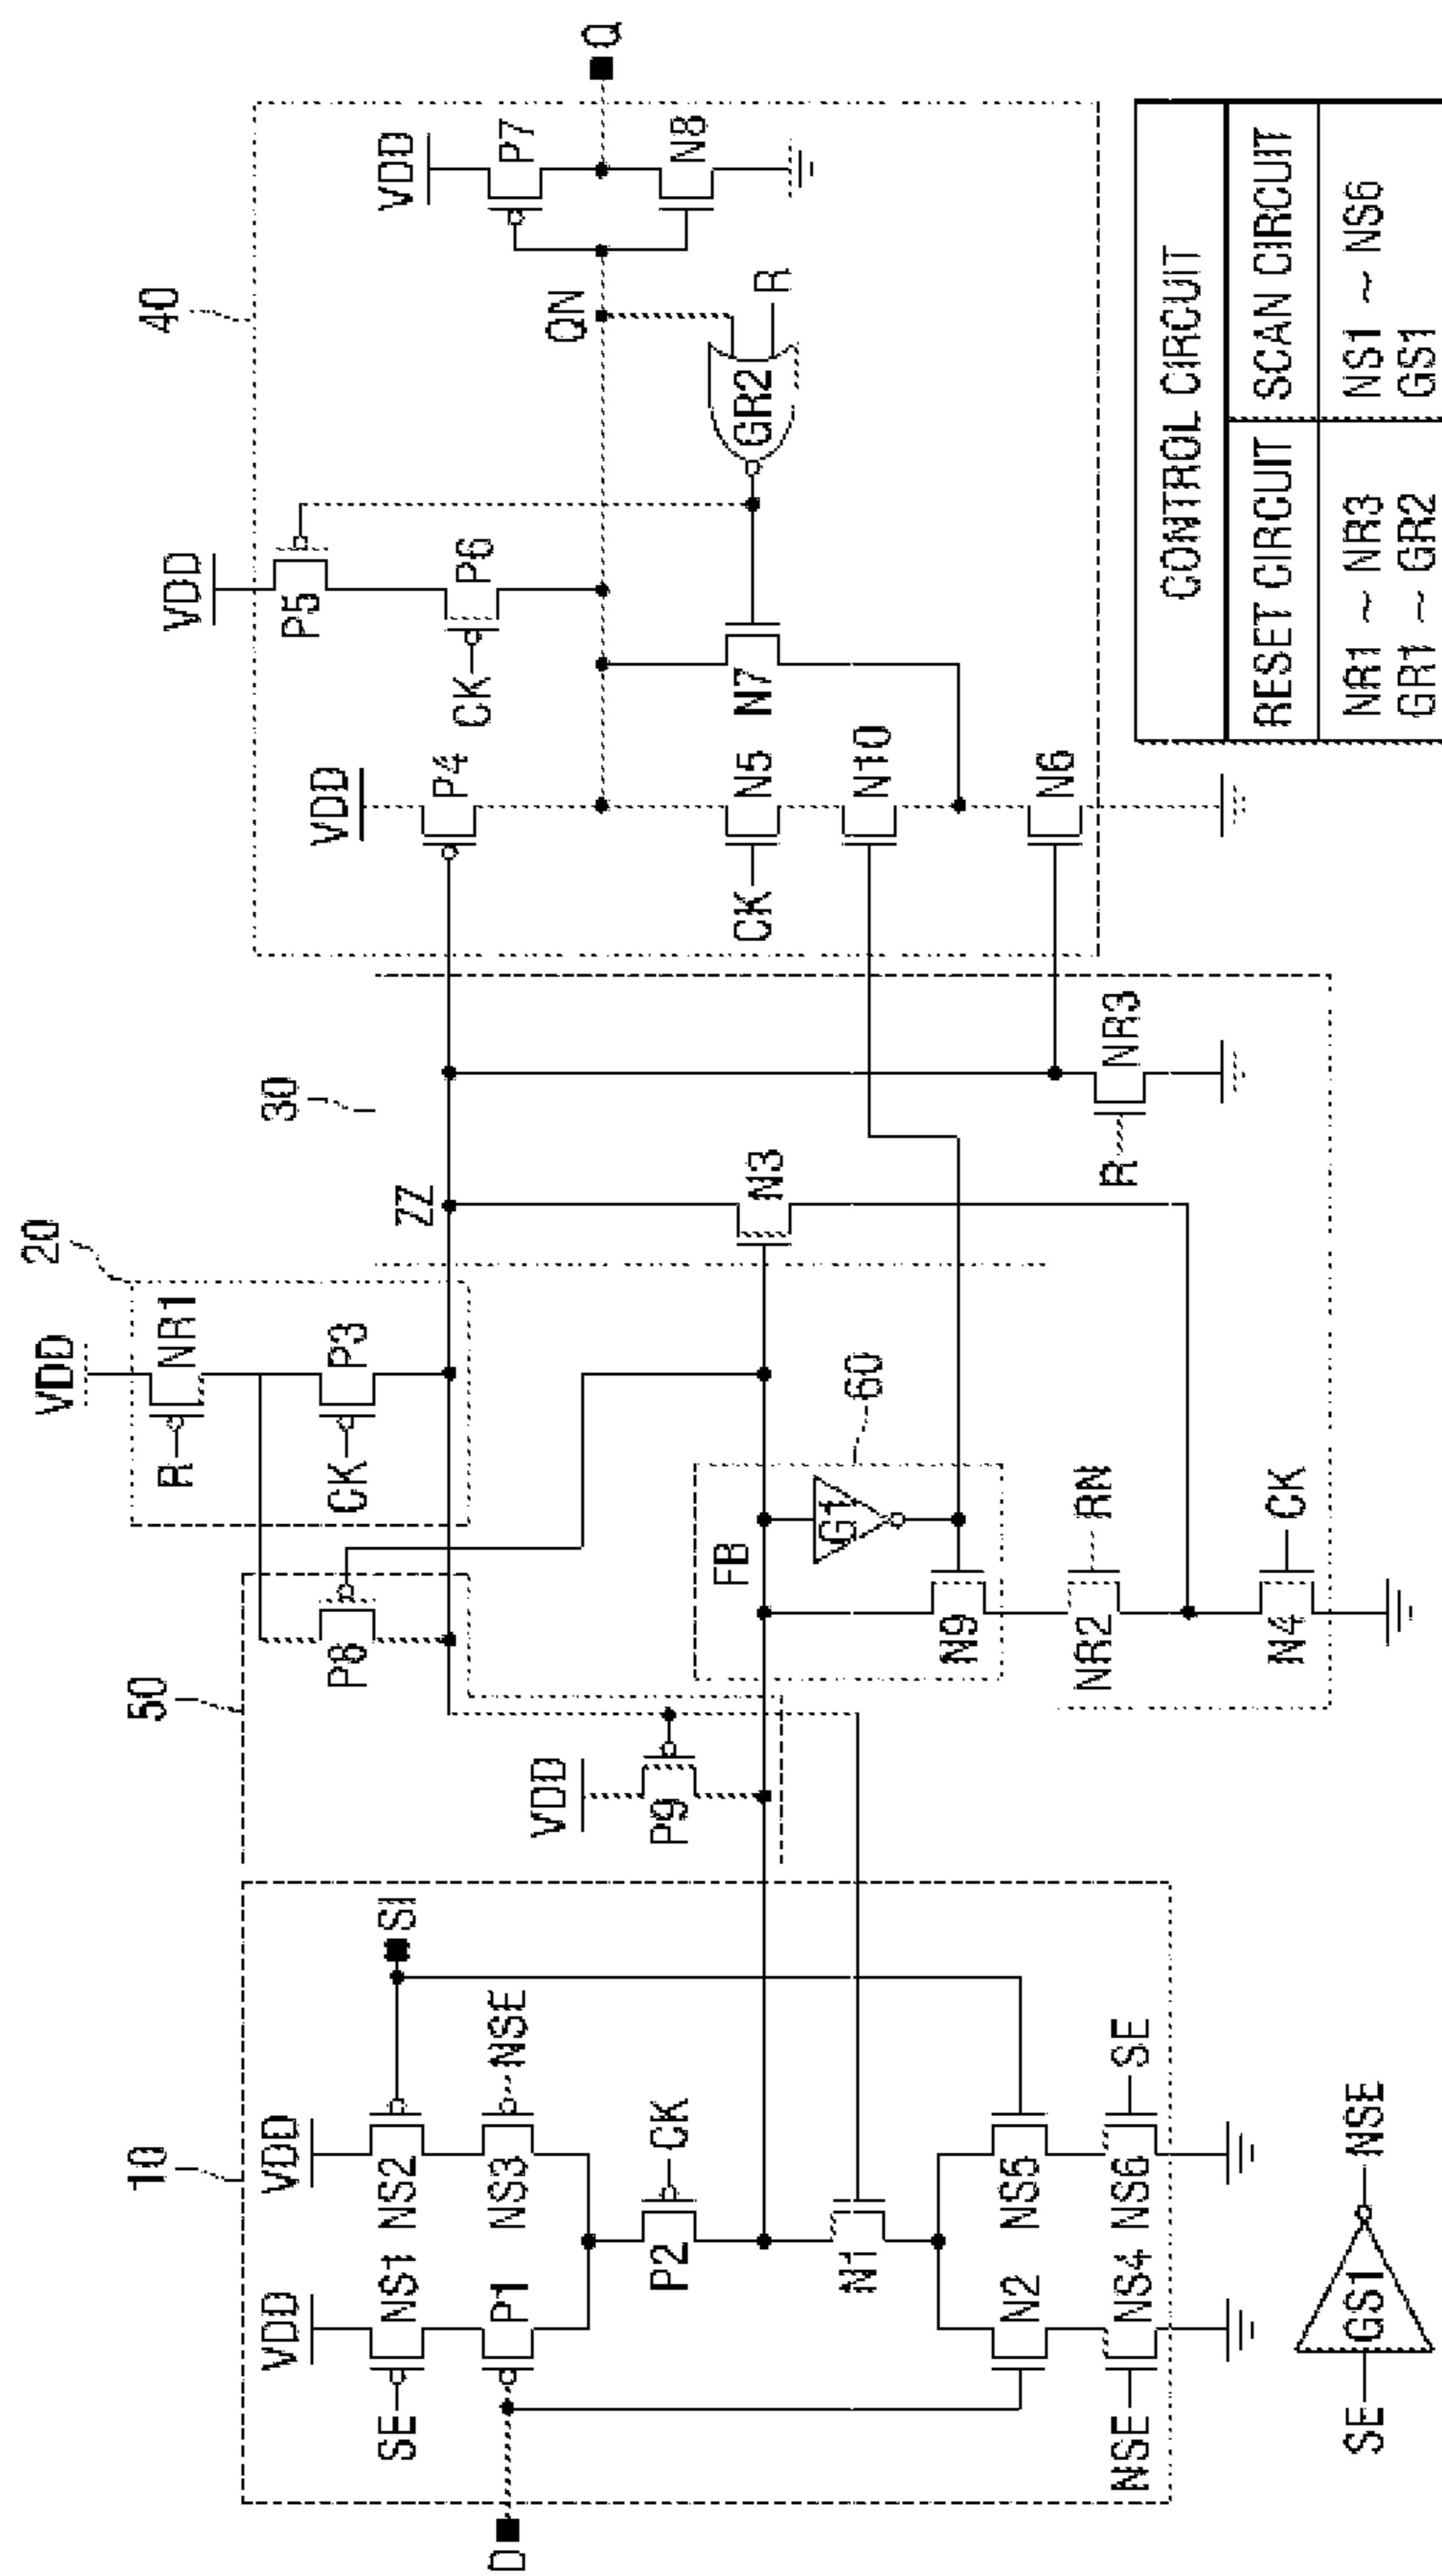 10
50
20
30
40
60
VDD
VDD
SE
NS1
NS2
SI
D
P1
NS3
NSE
P2
CK
N1
N2
NS5
NSE
NS4
NS6
SE
SE
GS1
NSE
VDD
P9
P8
FB
G1
N9
NR2
RN
N4
CK
VDD
R
NR1
CK
P3
ZZ
N3
R
NR3
VDD
P4
CK
N5
N10
N6
VDD
P5
CK
P6
N7
QN
GR2
R
VDD
P7
N8
Q
CONTROL CIRCUIT
RESET CIRCUIT
SCAN CIRCUIT
NR1 ~ NR3
GR1 ~ GR2
NS1 ~ NS6
GS1